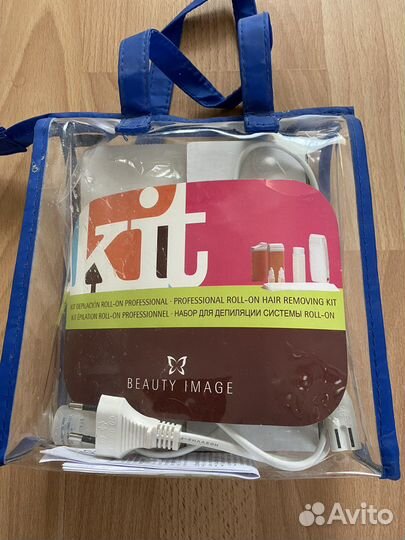 kit
KIT DEPILACIÓN ROLL-ON PROFESSIONAL · PROFESSIONAL ROLL-ON HAIR REMOVING KIT
KIT ÉPILATION ROLL-ON PROFESSIONNEL · НАБОР ДЛЯ ДЕПИЛЯЦИИ СИСТЕМЫ ROLL-ON
BEAUTY IMAGE
Avito